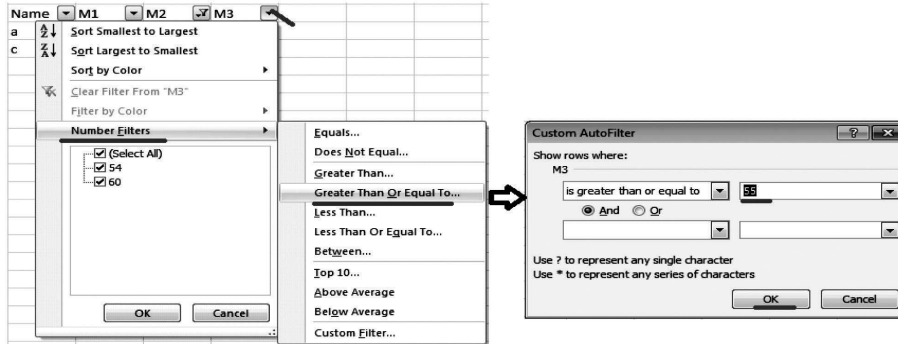 Name M1 M2 M3
a
c
Sort Smallest to Largest
Sort Largest to Smallest
Sort by Color
Clear Filter From "M3"
Filter by Color
Number Filters
(Select All)
54
60
OK Cancel
Equals...
Does Not Equal...
Greater Than...
Greater Than Or Equal To...
Less Than...
Less Than Or Equal To...
Between...
Top 10...
Above Average
Below Average
Custom Filter...
Custom AutoFilter
Show rows where:
M3
is greater than or equal to 55
And Or
Use ? to represent any single character
Use * to represent any series of characters
OK Cancel